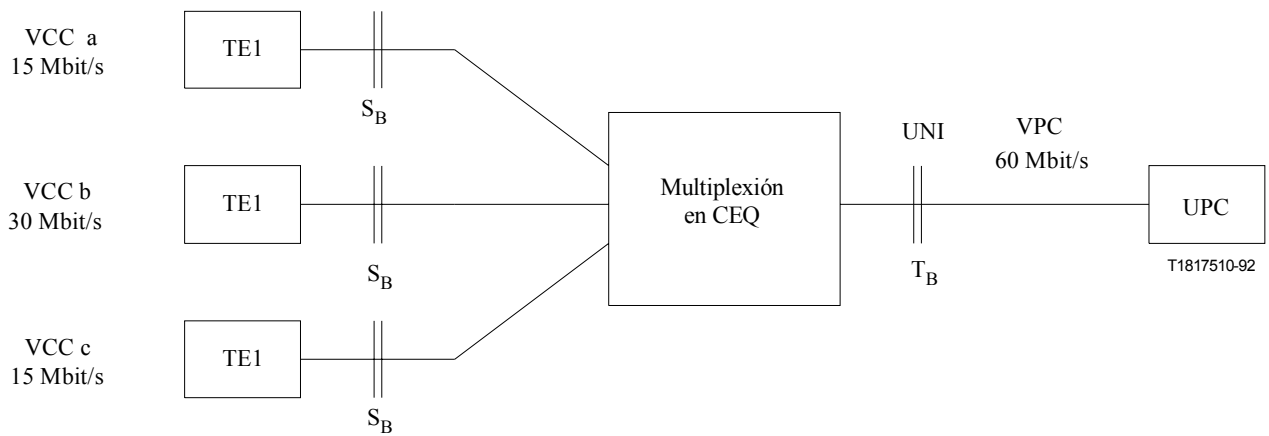 VCC a
15 Mbit/s
TE1
S_B
VCC b
30 Mbit/s
TE1
S_B
VCC c
15 Mbit/s
TE1
S_B
Multiplexión
en CEQ
UNI
T_B
VPC
60 Mbit/s
UPC
T1817510-92